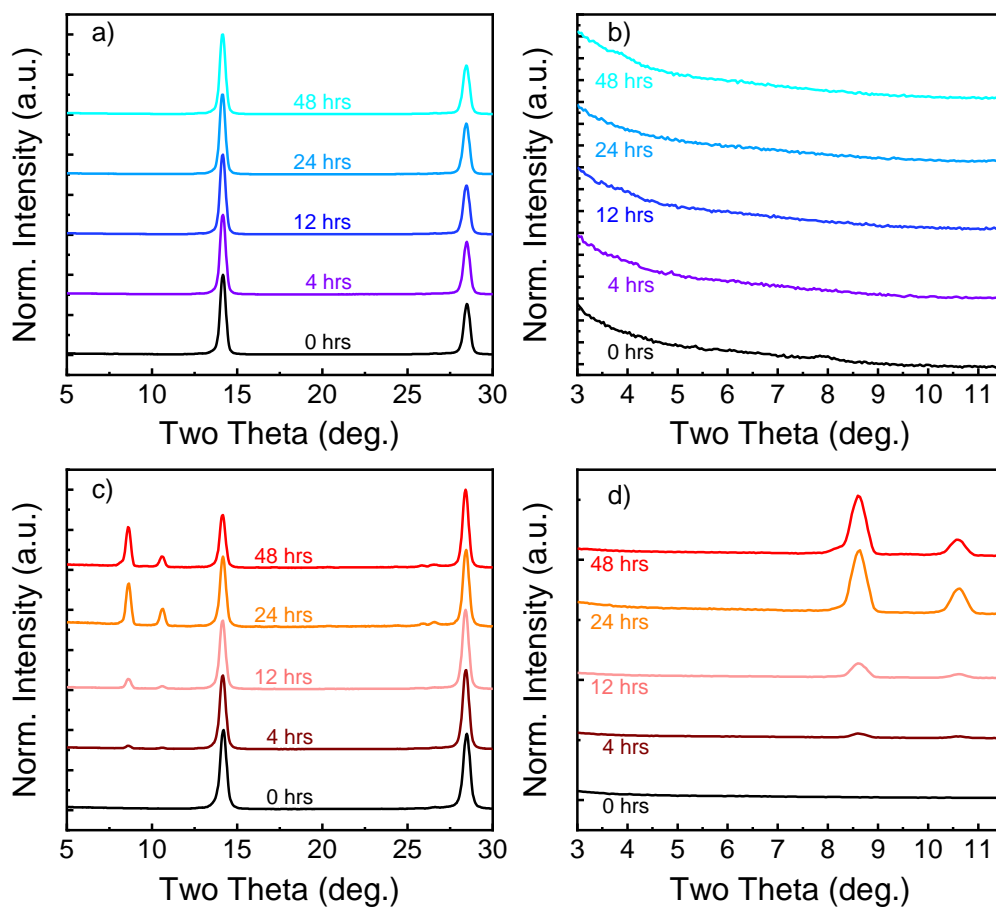 a)
48 hrs
24 hrs
12 hrs
4 hrs
0 hrs
Norm. Intensity (a.u.)
5 10 15 20 25 30
Two Theta (deg.)
b)
48 hrs
24 hrs
12 hrs
4 hrs
0 hrs
Norm. Intensity (a.u.)
3 4 5 6 7 8 9 10 11
Two Theta (deg.)
c)
48 hrs
24 hrs
12 hrs
4 hrs
0 hrs
Norm. Intensity (a.u.)
5 10 15 20 25 30
Two Theta (deg.)
d)
48 hrs
24 hrs
12 hrs
4 hrs
0 hrs
Norm. Intensity (a.u.)
3 4 5 6 7 8 9 10 11
Two Theta (deg.)